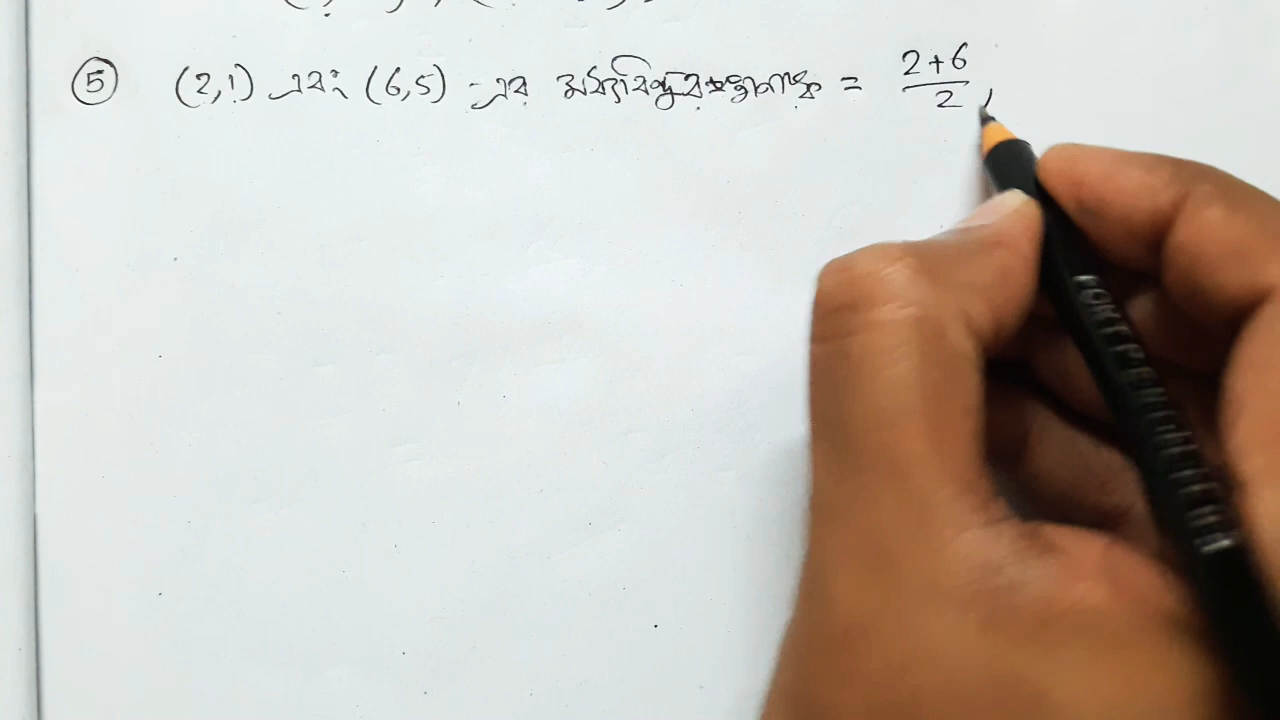 ⑤ (2,1) এবং (6,5) -এর মধ্যবিন্দুর স্থানাঙ্ক = 2+6/2 ,